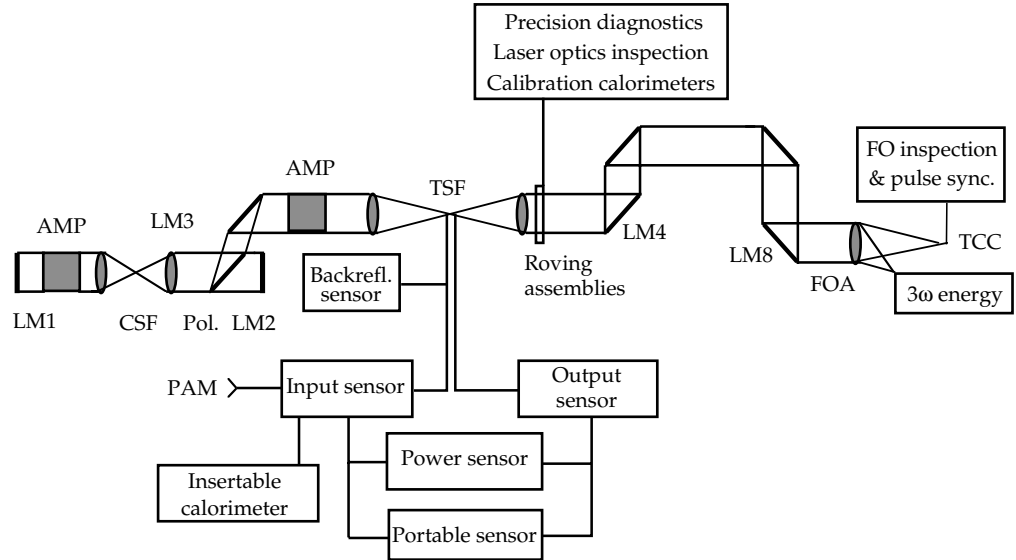 Precision diagnostics
Laser optics inspection
Calibration calorimeters
FO inspection
& pulse sync.
AMP
TSF
LM3
AMP
LM4
TCC
LM8
Backrefl.
sensor
Roving
assemblies
FOA
3ω energy
LM1
CSF
Pol.
LM2
PAM
Input sensor
Output
sensor
Power sensor
Insertable
calorimeter
Portable sensor